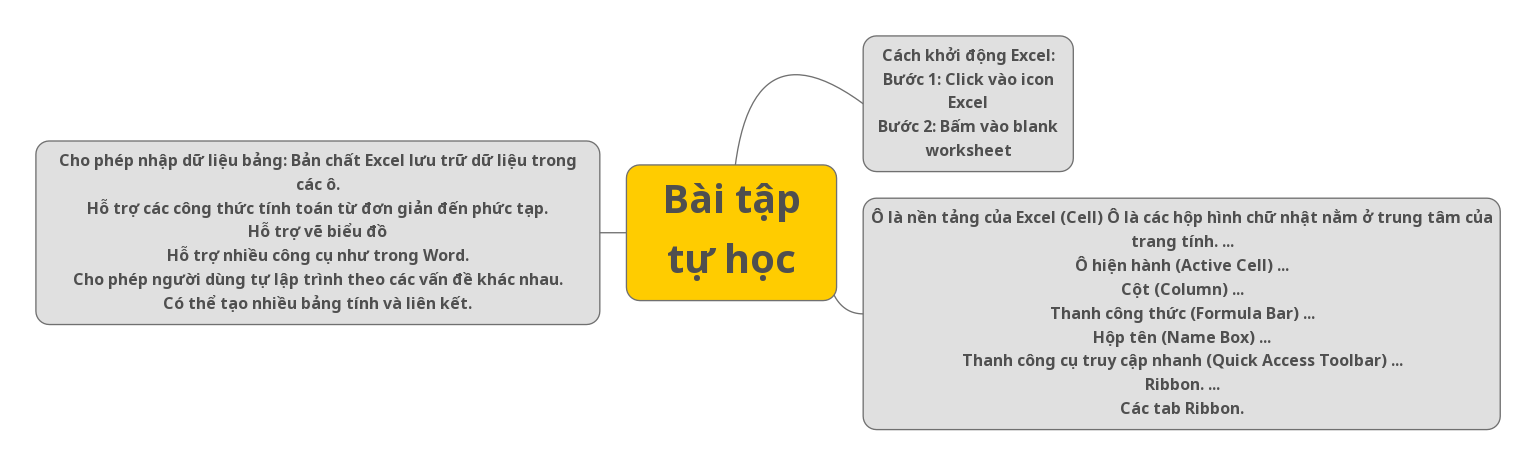 Bài tập
tự học
Cách khởi động Excel:
Bước 1: Click vào icon
Excel
Bước 2: Bấm vào blank
worksheet
Ô là nền tảng của Excel (Cell) Ô là các hộp hình chữ nhật nằm ở trung tâm của
trang tính. ...
Ô hiện hành (Active Cell) ...
Cột (Column) ...
Thanh công thức (Formula Bar) ...
Hộp tên (Name Box) ...
Thanh công cụ truy cập nhanh (Quick Access Toolbar) ...
Ribbon. ...
Các tab Ribbon.
Cho phép nhập dữ liệu bảng: Bản chất Excel lưu trữ dữ liệu trong
các ô.
Hỗ trợ các công thức tính toán từ đơn giản đến phức tạp.
Hỗ trợ vẽ biểu đồ
Hỗ trợ nhiều công cụ như trong Word.
Cho phép người dùng tự lập trình theo các vấn đề khác nhau.
Có thể tạo nhiều bảng tính và liên kết.